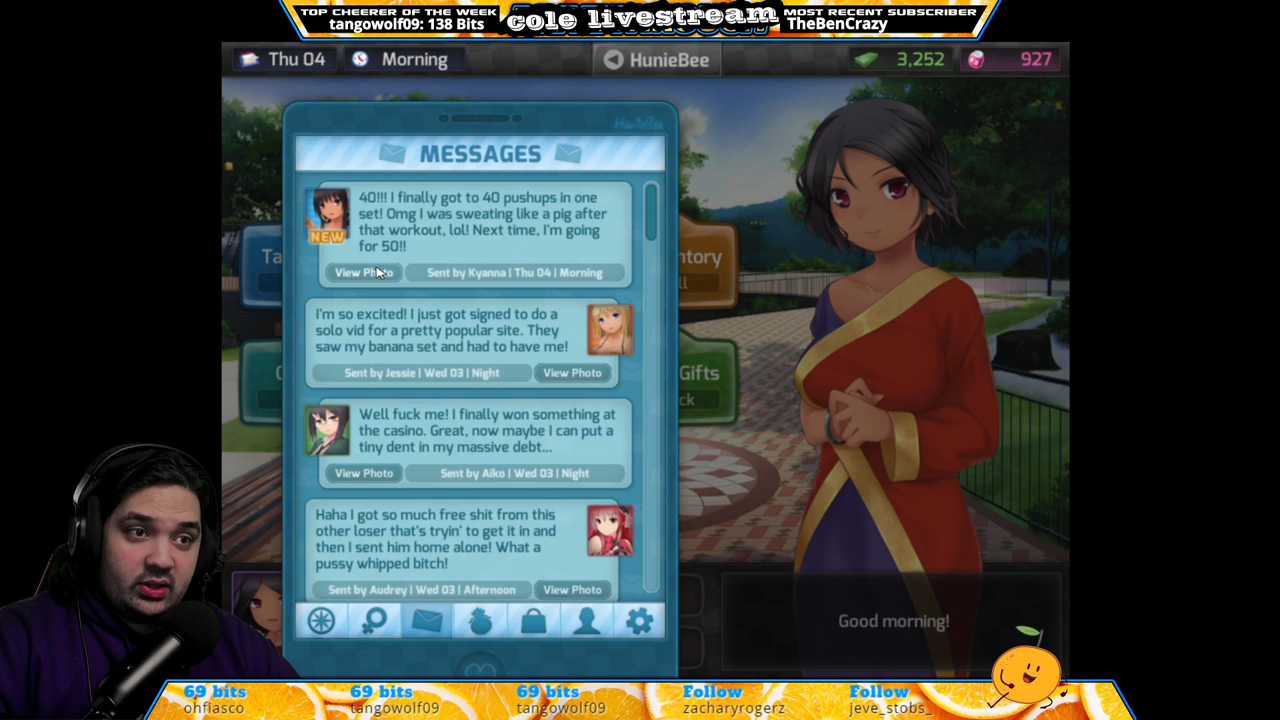 TOP CHEERER OF THE WEEK
tangowolf09: 138 Bits
cole livestream
MOST RECENT SUBSCRIBER
TheBenCrazy
Thu 04
Morning
HunieBee
3,252
927
HunieBee
MESSAGES
40!!! I finally got to 40 pushups in one
set! Omg I was sweating like a pig after
that workout, lol! Next time, I'm going
for 50!!
NEW
View Photo
Sent by Kyanna | Thu 04 | Morning
I'm so excited! I just got signed to do a
solo vid for a pretty popular site. They
saw my banana set and had to have me!
Sent by Jessie | Wed 03 | Night
View Photo
Well fuck me! I finally won something at
the casino. Great, now maybe I can put a
tiny dent in my massive debt...
View Photo
Sent by Aiko | Wed 03 | Night
Haha I got so much free shit from this
other loser that's tryin' to get it in and
then I sent him home alone! What a
pussy whipped bitch!
Sent by Audrey | Wed 03 | Afternoon
View Photo
Ta
ntory
Gifts
Good morning!
69 bits
ohfiasco
69 bits
tangowolf09
69 bits
tangowolf09
Follow
zacharyrogerz
Follow
jeve_stobs_